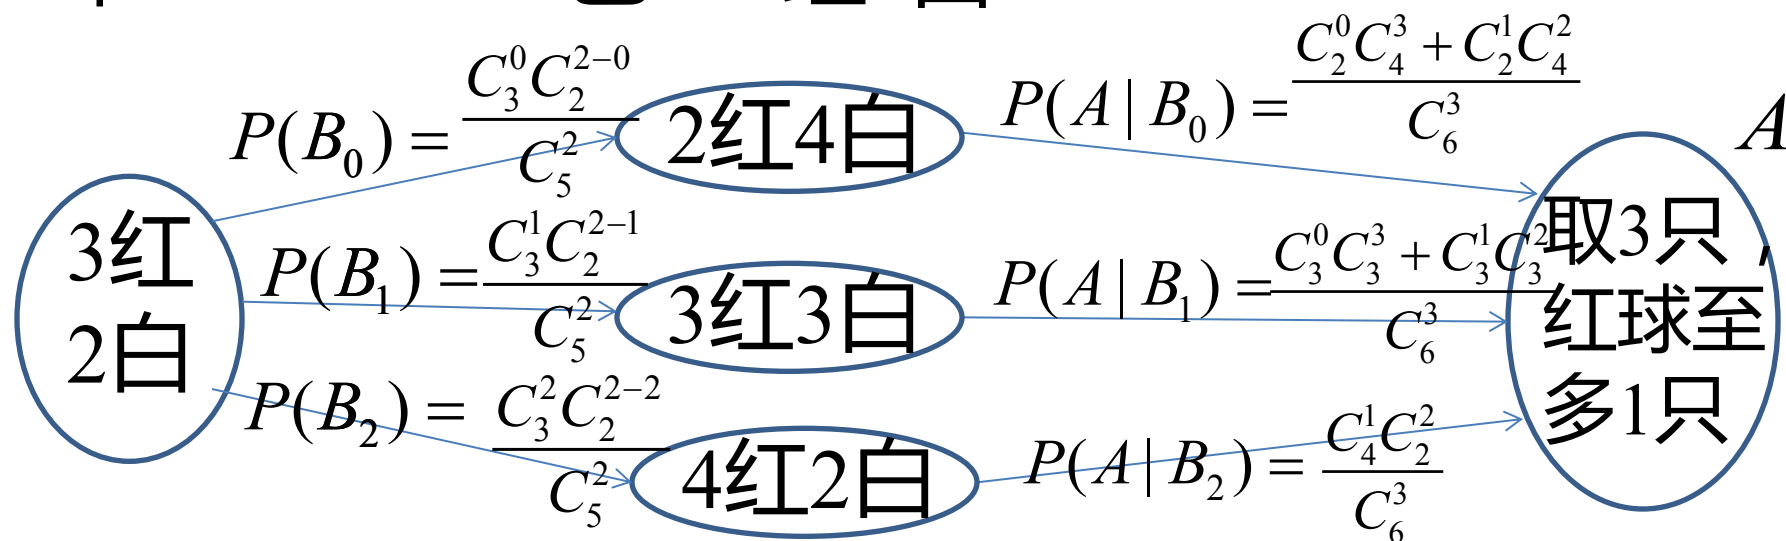 3红
2白
P(B₀) = C₃⁰C₂²⁻⁰ / C₅²
2红4白
P(A | B₀) = (C₂⁰C₄³ + C₂¹C₄²) / C₆³
P(B₁) = C₃¹C₂²⁻¹ / C₅²
3红3白
P(A | B₁) = (C₃⁰C₃³ + C₃¹C₃²) / C₆³
P(B₂) = C₃²C₂²⁻² / C₅²
4红2白
P(A | B₂) = C₄¹C₂² / C₆³
A
取3只,
红球至
多1只